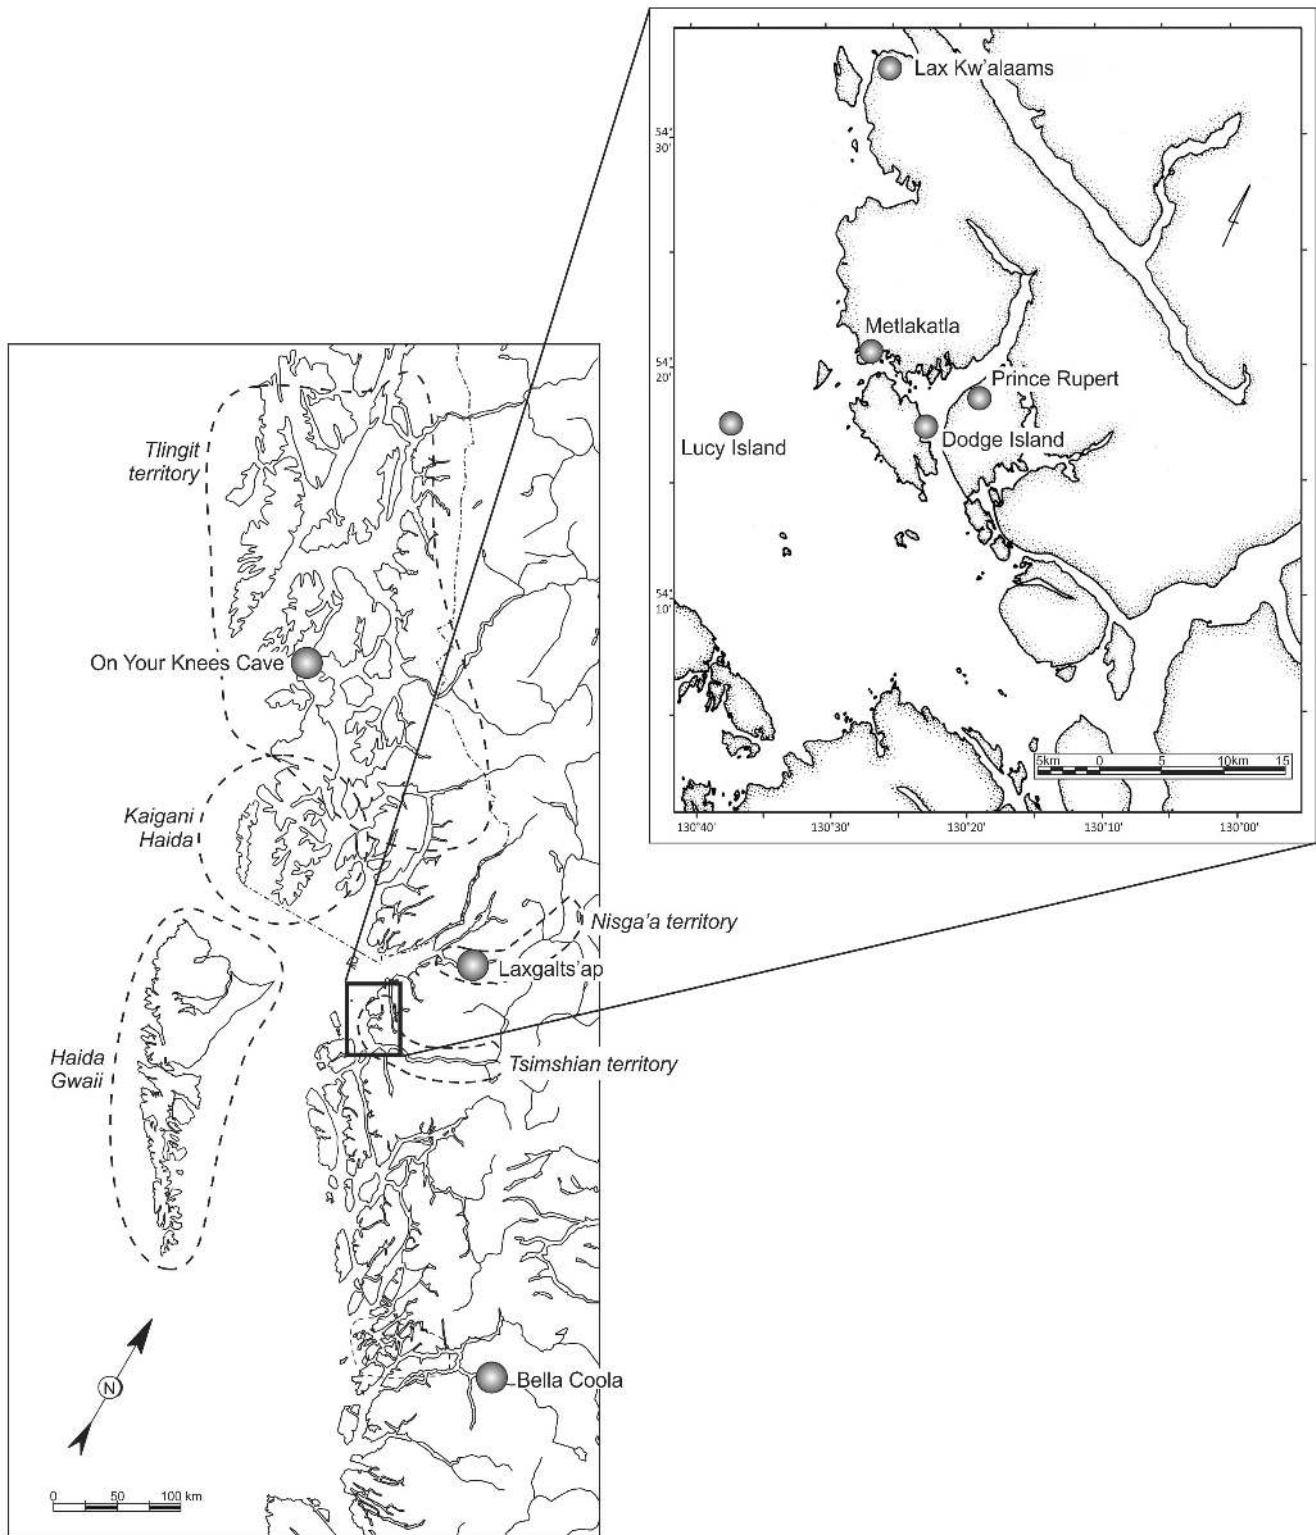 Lax Kw'alaams
54°
30'
Metlakatla
54°
20'
Prince Rupert
Dodge Island
Lucy Island
54°
10'
5km 0 5 10km 15
130°40' 130°30' 130°20' 130°10' 130°00'
Tlingit
territory
On Your Knees Cave
Kaigani
Haida
Nisga'a territory
Laxgalts'ap
Haida
Gwaii
Tsimshian territory
Bella Coola
N
0 50 100 km